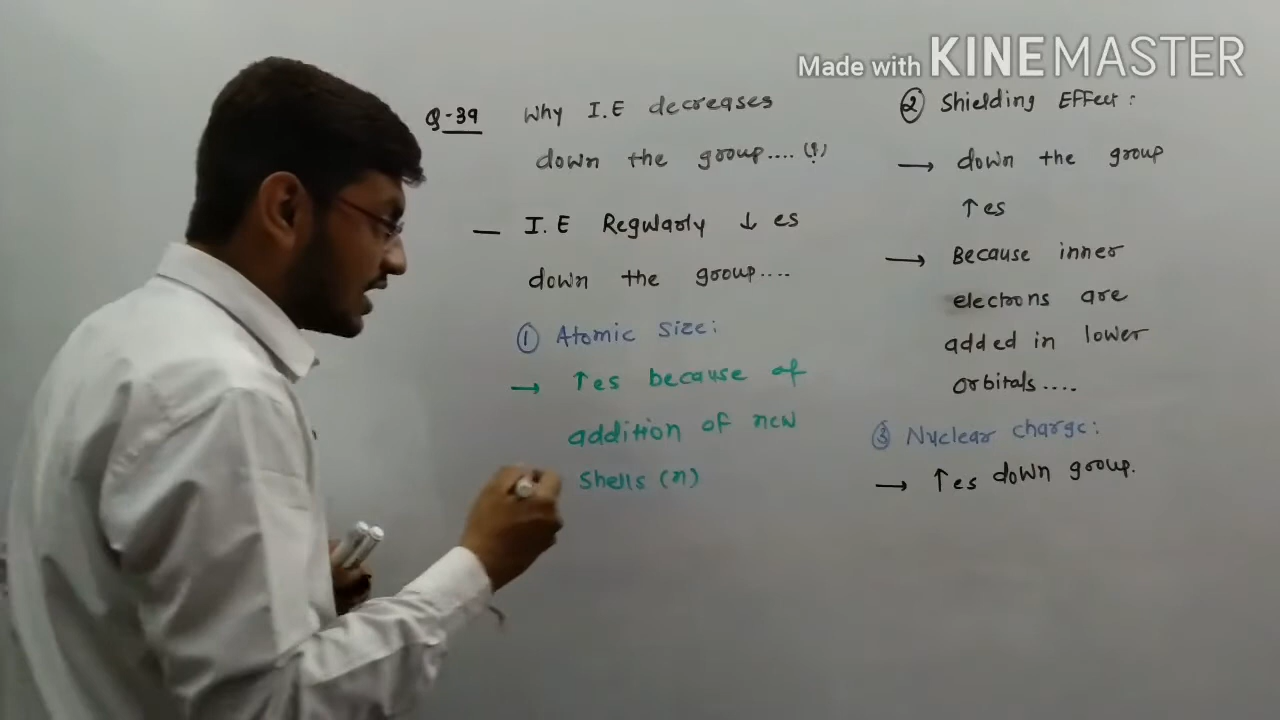 Made with KINEMASTER
Q-39 Why I.E decreases
down the group.... (?)
— I.E Regularly ↓ es
down the group....
① Atomic size:
→ ↑es because of
addition of new
shells (n)
② Shielding Effect:
→ down the group
↑es
→ Because inner
electrons are
added in lower
orbitals....
③ Nuclear charge:
→ ↑es down group.